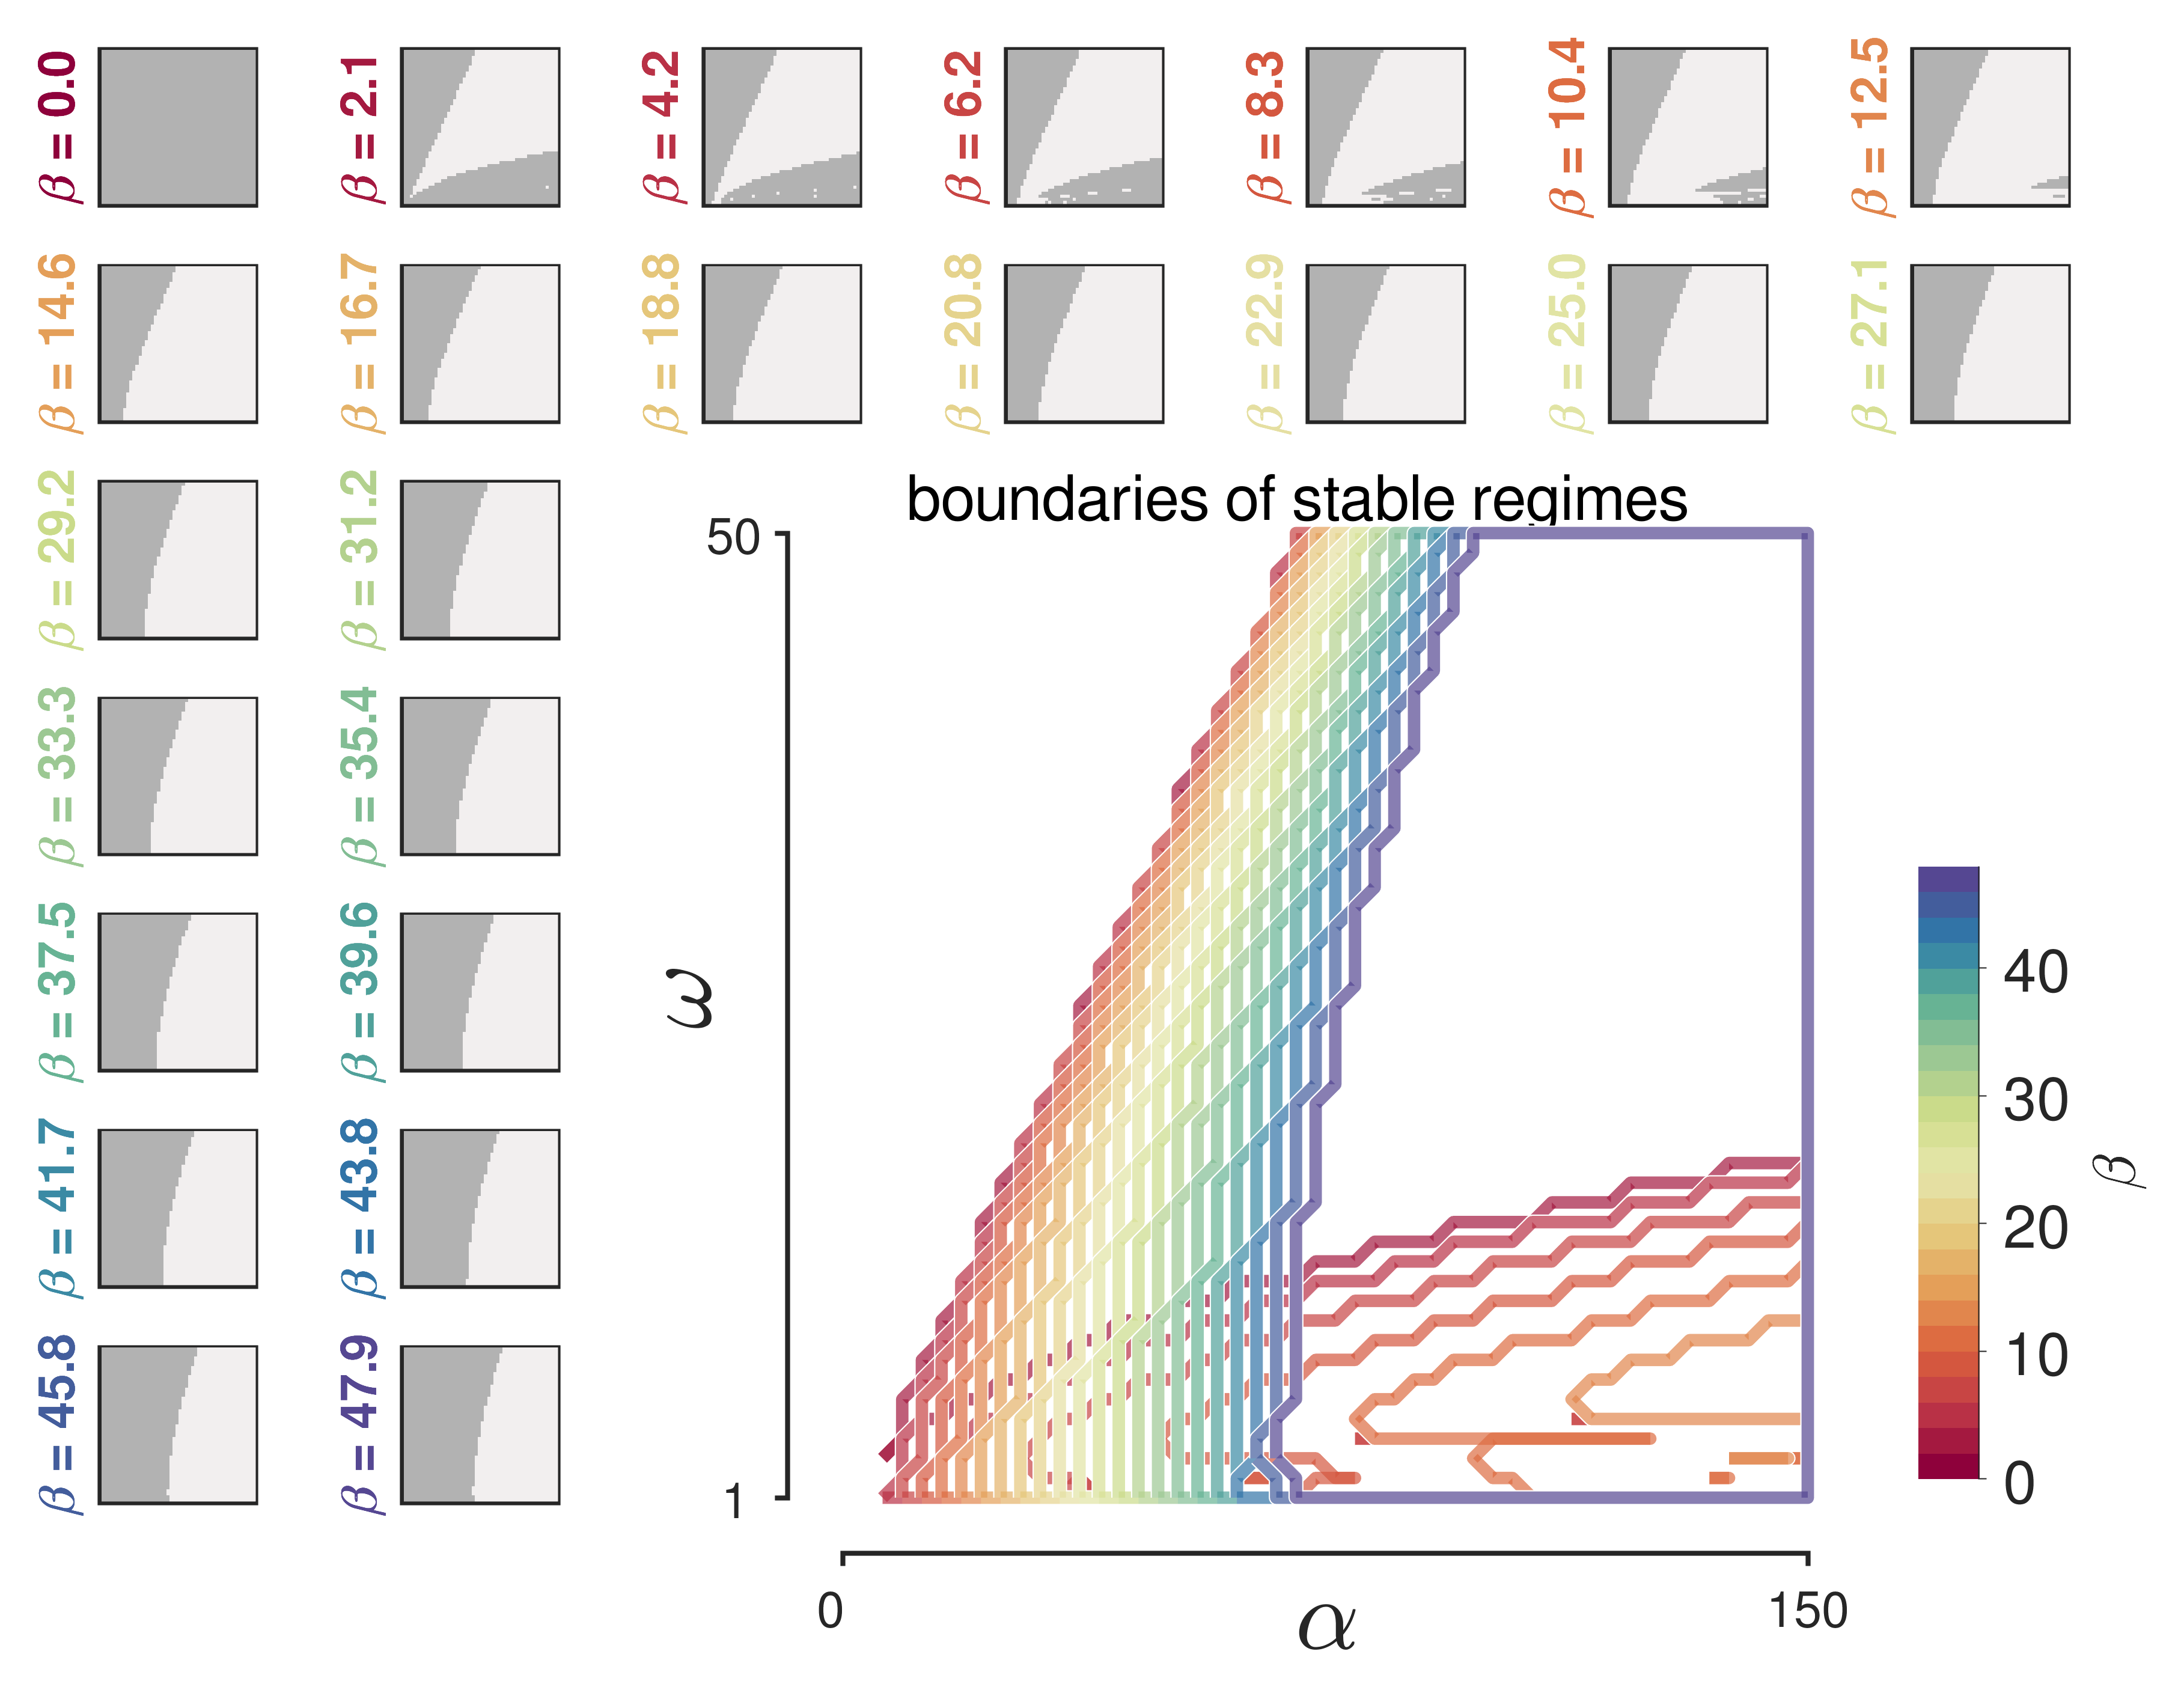 β = 0.0
β = 2.1
β = 4.2
β = 6.2
β = 8.3
β = 10.4
β = 12.5
β = 14.6
β = 16.7
β = 18.8
β = 20.8
β = 22.9
β = 25.0
β = 27.1
β = 29.2
β = 31.2
β = 33.3
β = 35.4
β = 37.5
β = 39.6
β = 41.7
β = 43.8
β = 45.8
β = 47.9
boundaries of stable regimes
50
ω
1
0
150
α
40
30
20
10
0
β